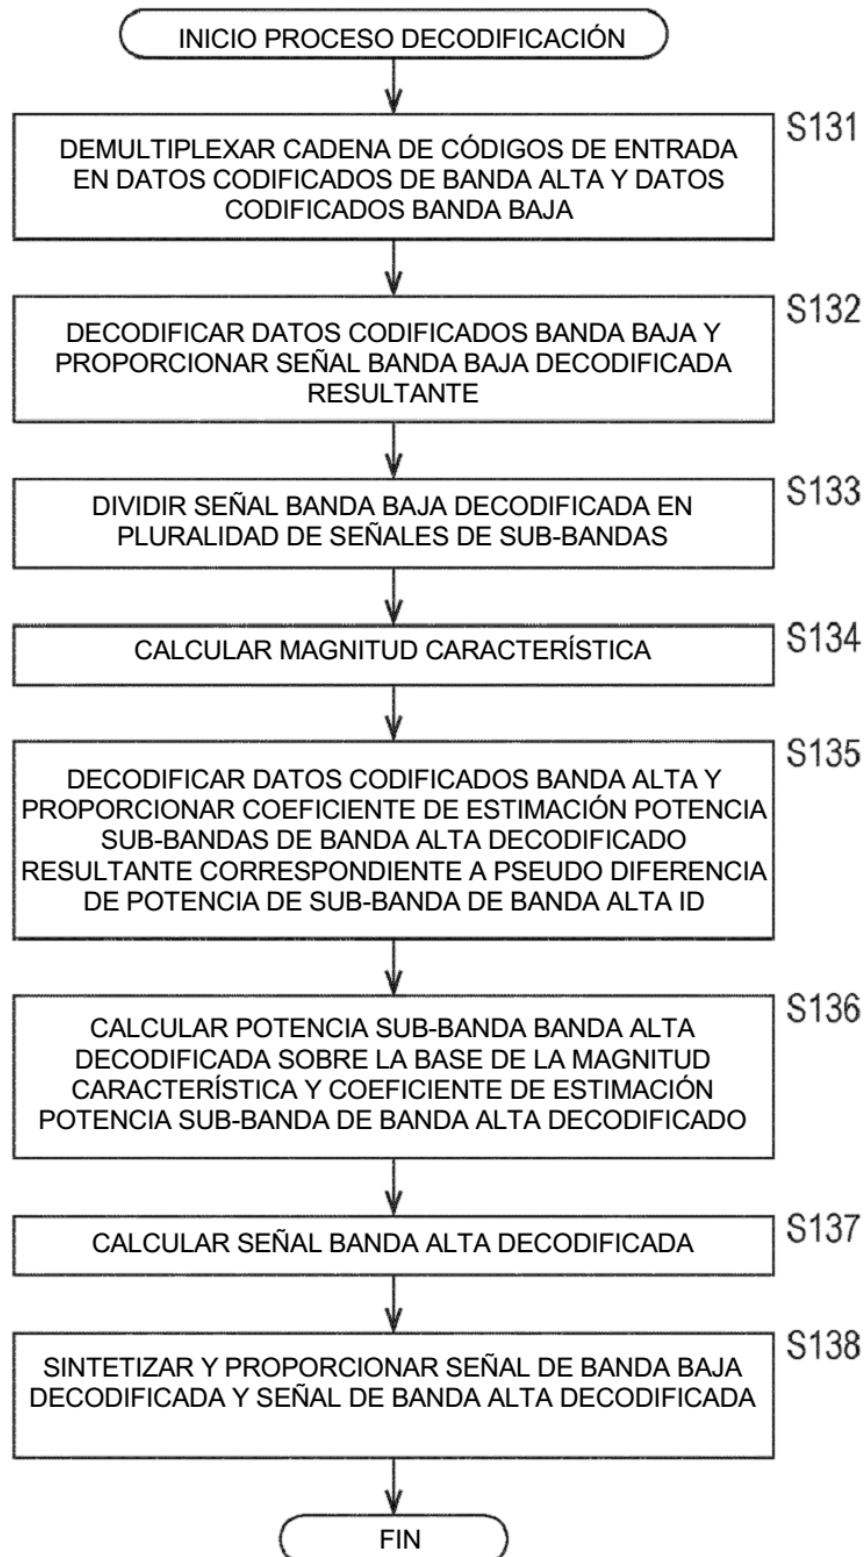 INICIO PROCESO DECODIFICACIÓN
S131
DEMULTIPLEXAR CADENA DE CÓDIGOS DE ENTRADA
EN DATOS CODIFICADOS DE BANDA ALTA Y DATOS
CODIFICADOS BANDA BAJA
S132
DECODIFICAR DATOS CODIFICADOS BANDA BAJA Y
PROPORCIONAR SEÑAL BANDA BAJA DECODIFICADA
RESULTANTE
S133
DIVIDIR SEÑAL BANDA BAJA DECODIFICADA EN
PLURALIDAD DE SEÑALES DE SUB-BANDAS
S134
CALCULAR MAGNITUD CARACTERÍSTICA
S135
DECODIFICAR DATOS CODIFICADOS BANDA ALTA Y
PROPORCIONAR COEFICIENTE DE ESTIMACIÓN POTENCIA
SUB-BANDAS DE BANDA ALTA DECODIFICADO
RESULTANTE CORRESPONDIENTE A PSEUDO DIFERENCIA
DE POTENCIA DE SUB-BANDA DE BANDA ALTA ID
S136
CALCULAR POTENCIA SUB-BANDA BANDA ALTA
DECODIFICADA SOBRE LA BASE DE LA MAGNITUD
CARACTERÍSTICA Y COEFICIENTE DE ESTIMACIÓN
POTENCIA SUB-BANDA DE BANDA ALTA DECODIFICADO
S137
CALCULAR SEÑAL BANDA ALTA DECODIFICADA
S138
SINTETIZAR Y PROPORCIONAR SEÑAL DE BANDA BAJA
DECODIFICADA Y SEÑAL DE BANDA ALTA DECODIFICADA
FIN